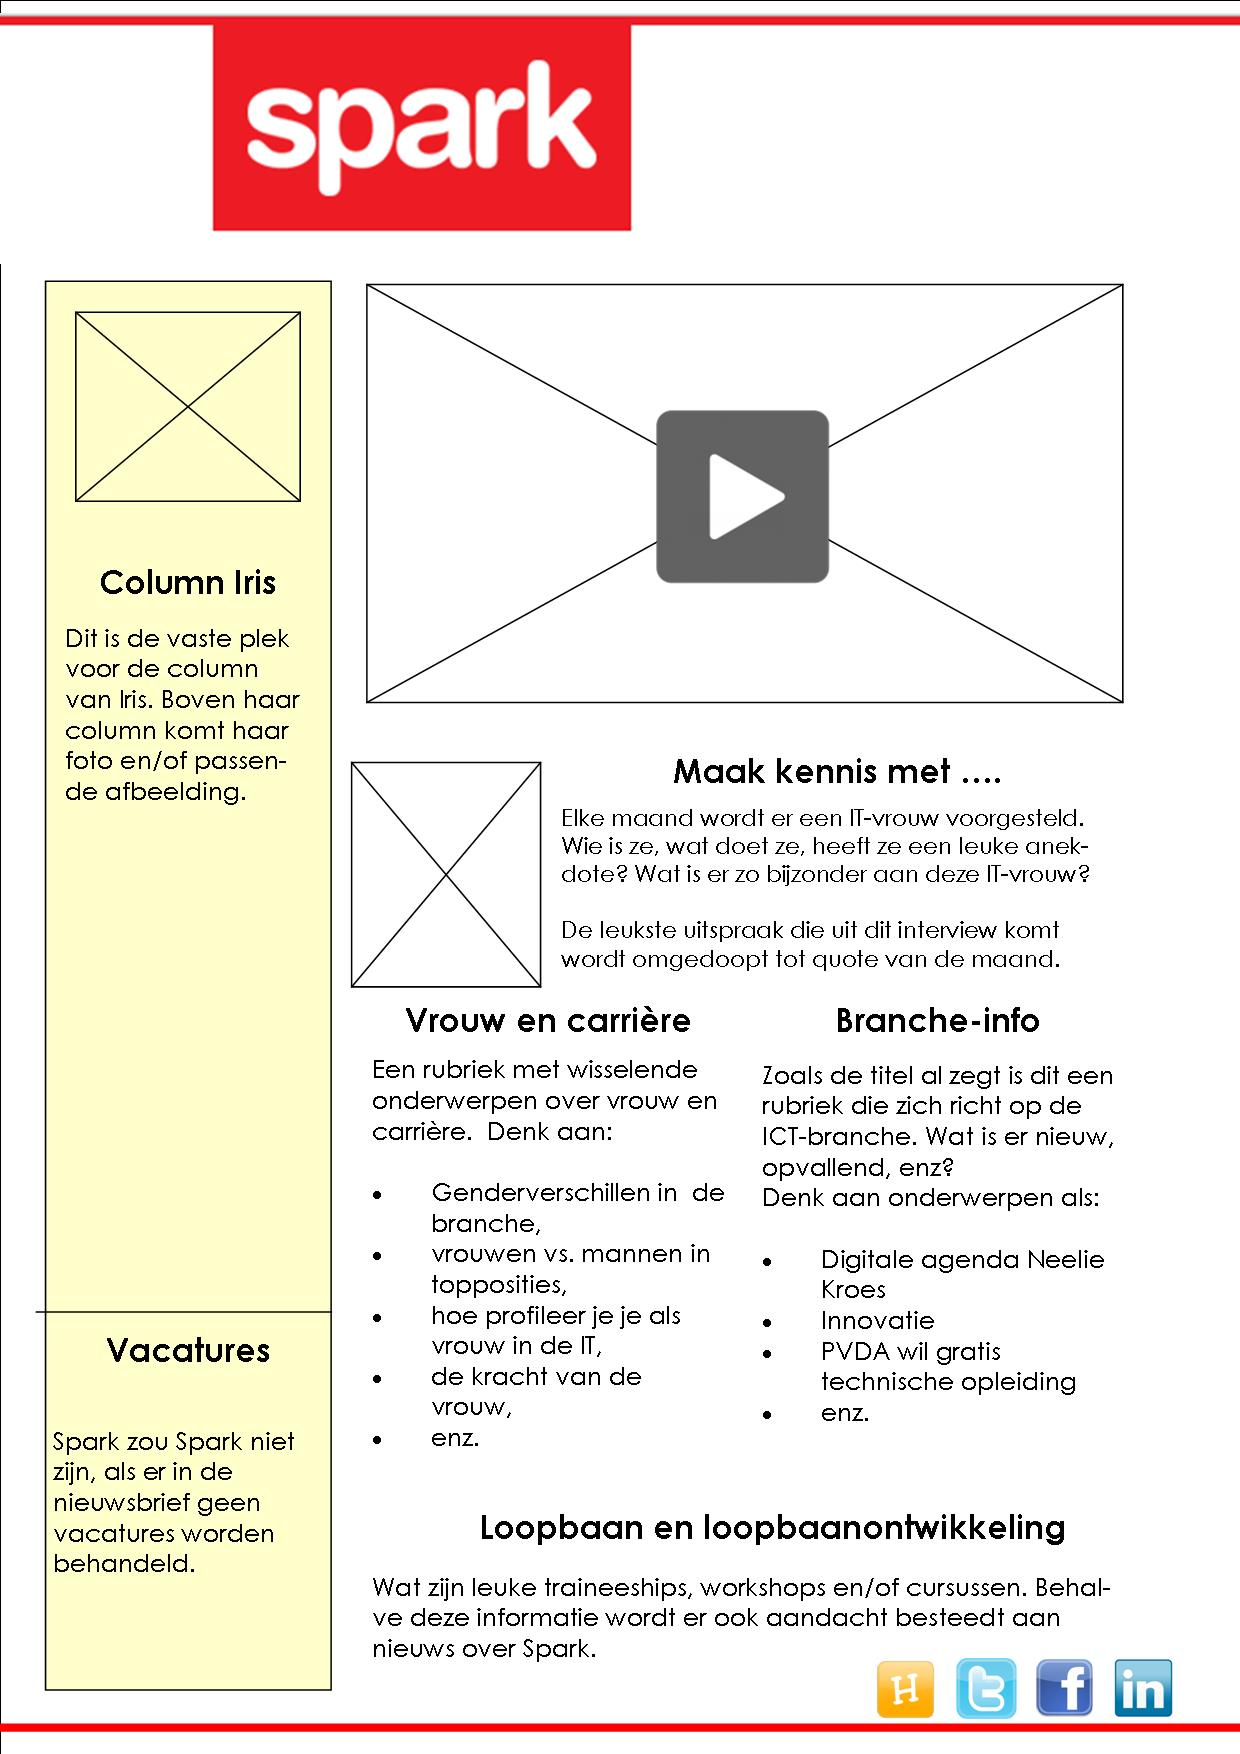 spark
Column Iris
Dit is de vaste plek
voor de column
van Iris. Boven haar
column komt haar
foto en/of passen-
de afbeelding.
Vacatures
Spark zou Spark niet
zijn, als er in de
nieuwsbrief geen
vacatures worden
behandeld.
Maak kennis met ....
Elke maand wordt er een IT-vrouw voorgesteld.
Wie is ze, wat doet ze, heeft ze een leuke anek-
dote? Wat is er zo bijzonder aan deze IT-vrouw?
De leukste uitspraak die uit dit interview komt
wordt omgedoopt tot quote van de maand.
Vrouw en carrière
Een rubriek met wisselende
onderwerpen over vrouw en
carrière.  Denk aan:
• Genderverschillen in  de
branche,
• vrouwen vs. mannen in
topposities,
• hoe profileer je je als
vrouw in de IT,
• de kracht van de
vrouw,
• enz.
Branche-info
Zoals de titel al zegt is dit een
rubriek die zich richt op de
ICT-branche. Wat is er nieuw,
opvallend, enz?
Denk aan onderwerpen als:
• Digitale agenda Neelie
Kroes
• Innovatie
• PVDA wil gratis
technische opleiding
• enz.
Loopbaan en loopbaanontwikkeling
Wat zijn leuke traineeships, workshops en/of cursussen. Behal-
ve deze informatie wordt er ook aandacht besteedt aan
nieuws over Spark.
H t f in